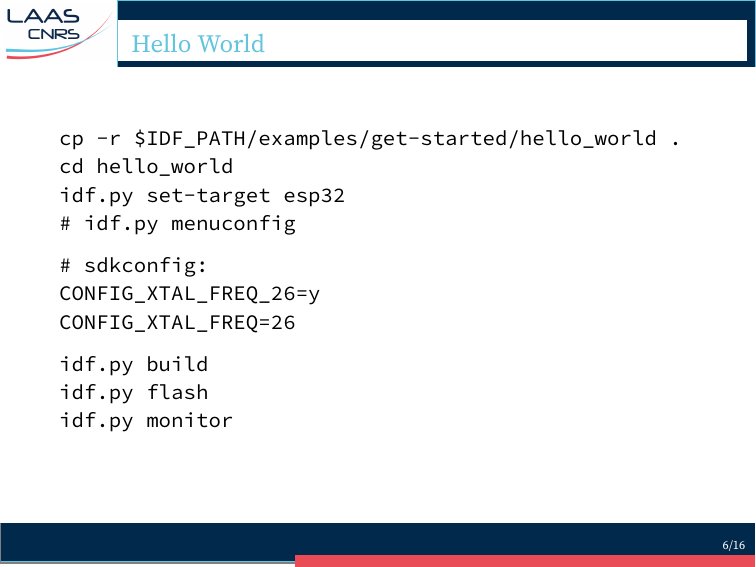 LAAS
CNRS
Hello World
cp -r $IDF_PATH/examples/get-started/hello_world .
cd hello_world
idf.py set-target esp32
# idf.py menuconfig
# sdkconfig:
CONFIG_XTAL_FREQ_26=y
CONFIG_XTAL_FREQ=26
idf.py build
idf.py flash
idf.py monitor
6/16